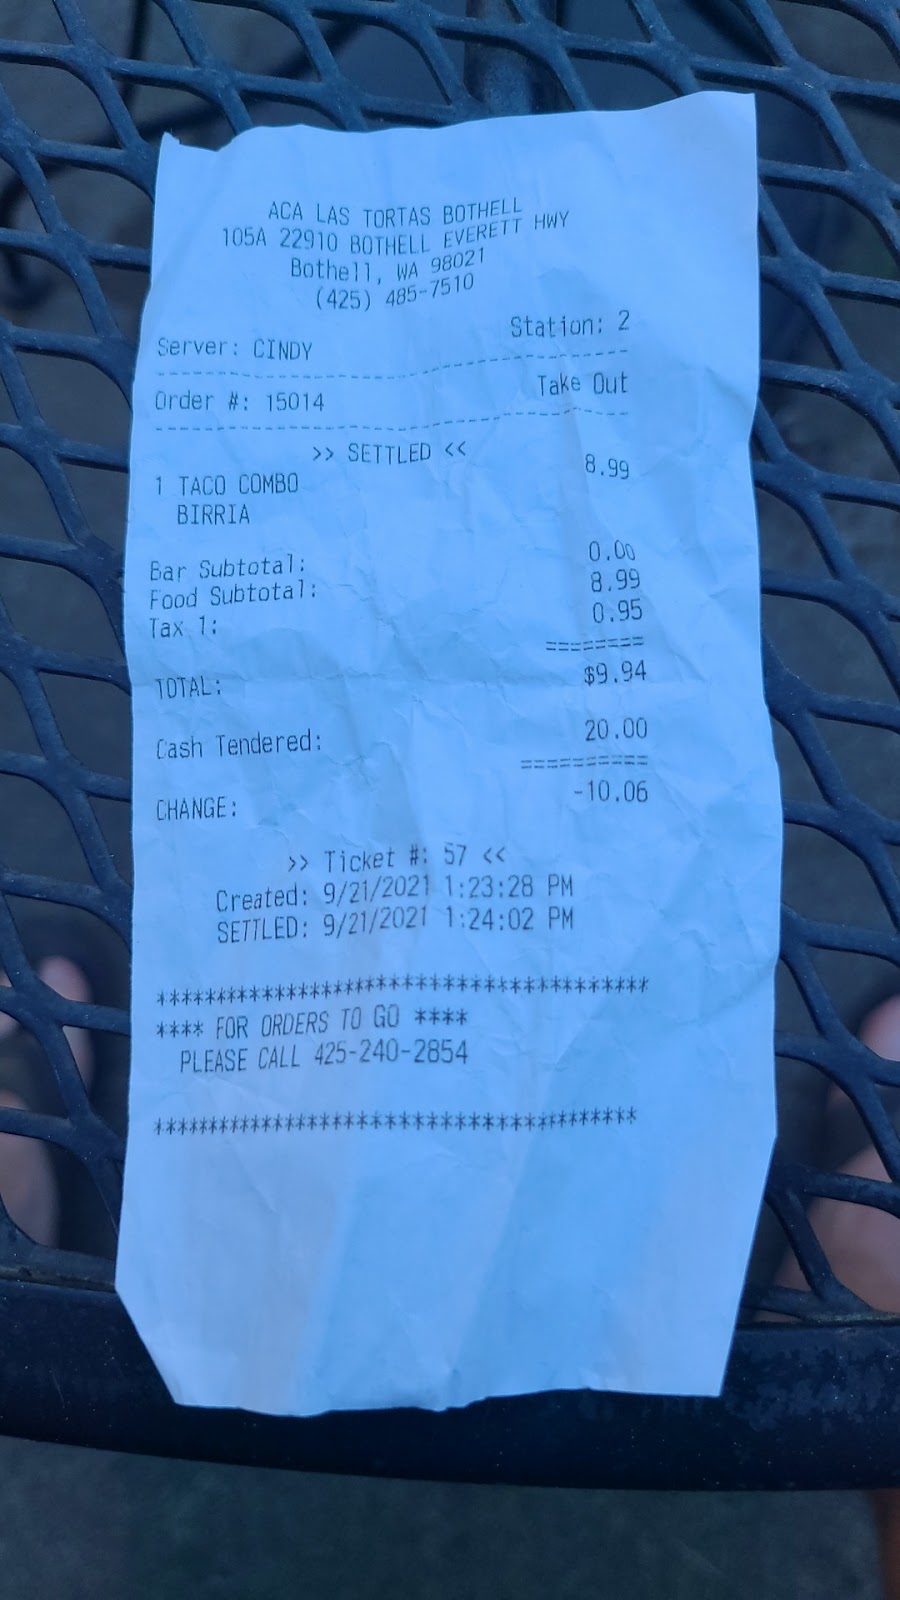 ACA LAS TORTAS BOTHELL
105A 22910 BOTHELL EVERETT HWY
Bothell, WA 98021
(425) 485-7510
Server: CINDY Station: 2
Order #: 15014 Take Out
>> SETTLED <<
1 TACO COMBO 8.99
BIRRIA
Bar Subtotal: 0.00
Food Subtotal: 8.99
Tax 1: 0.95
========
TOTAL: $9.94
Cash Tendered: 20.00
==========
CHANGE: -10.06
>> Ticket #: 57 <<
Created: 9/21/2021 1:23:28 PM
SETTLED: 9/21/2021 1:24:02 PM
****************************************
**** FOR ORDERS TO GO ****
PLEASE CALL 425-240-2854
****************************************